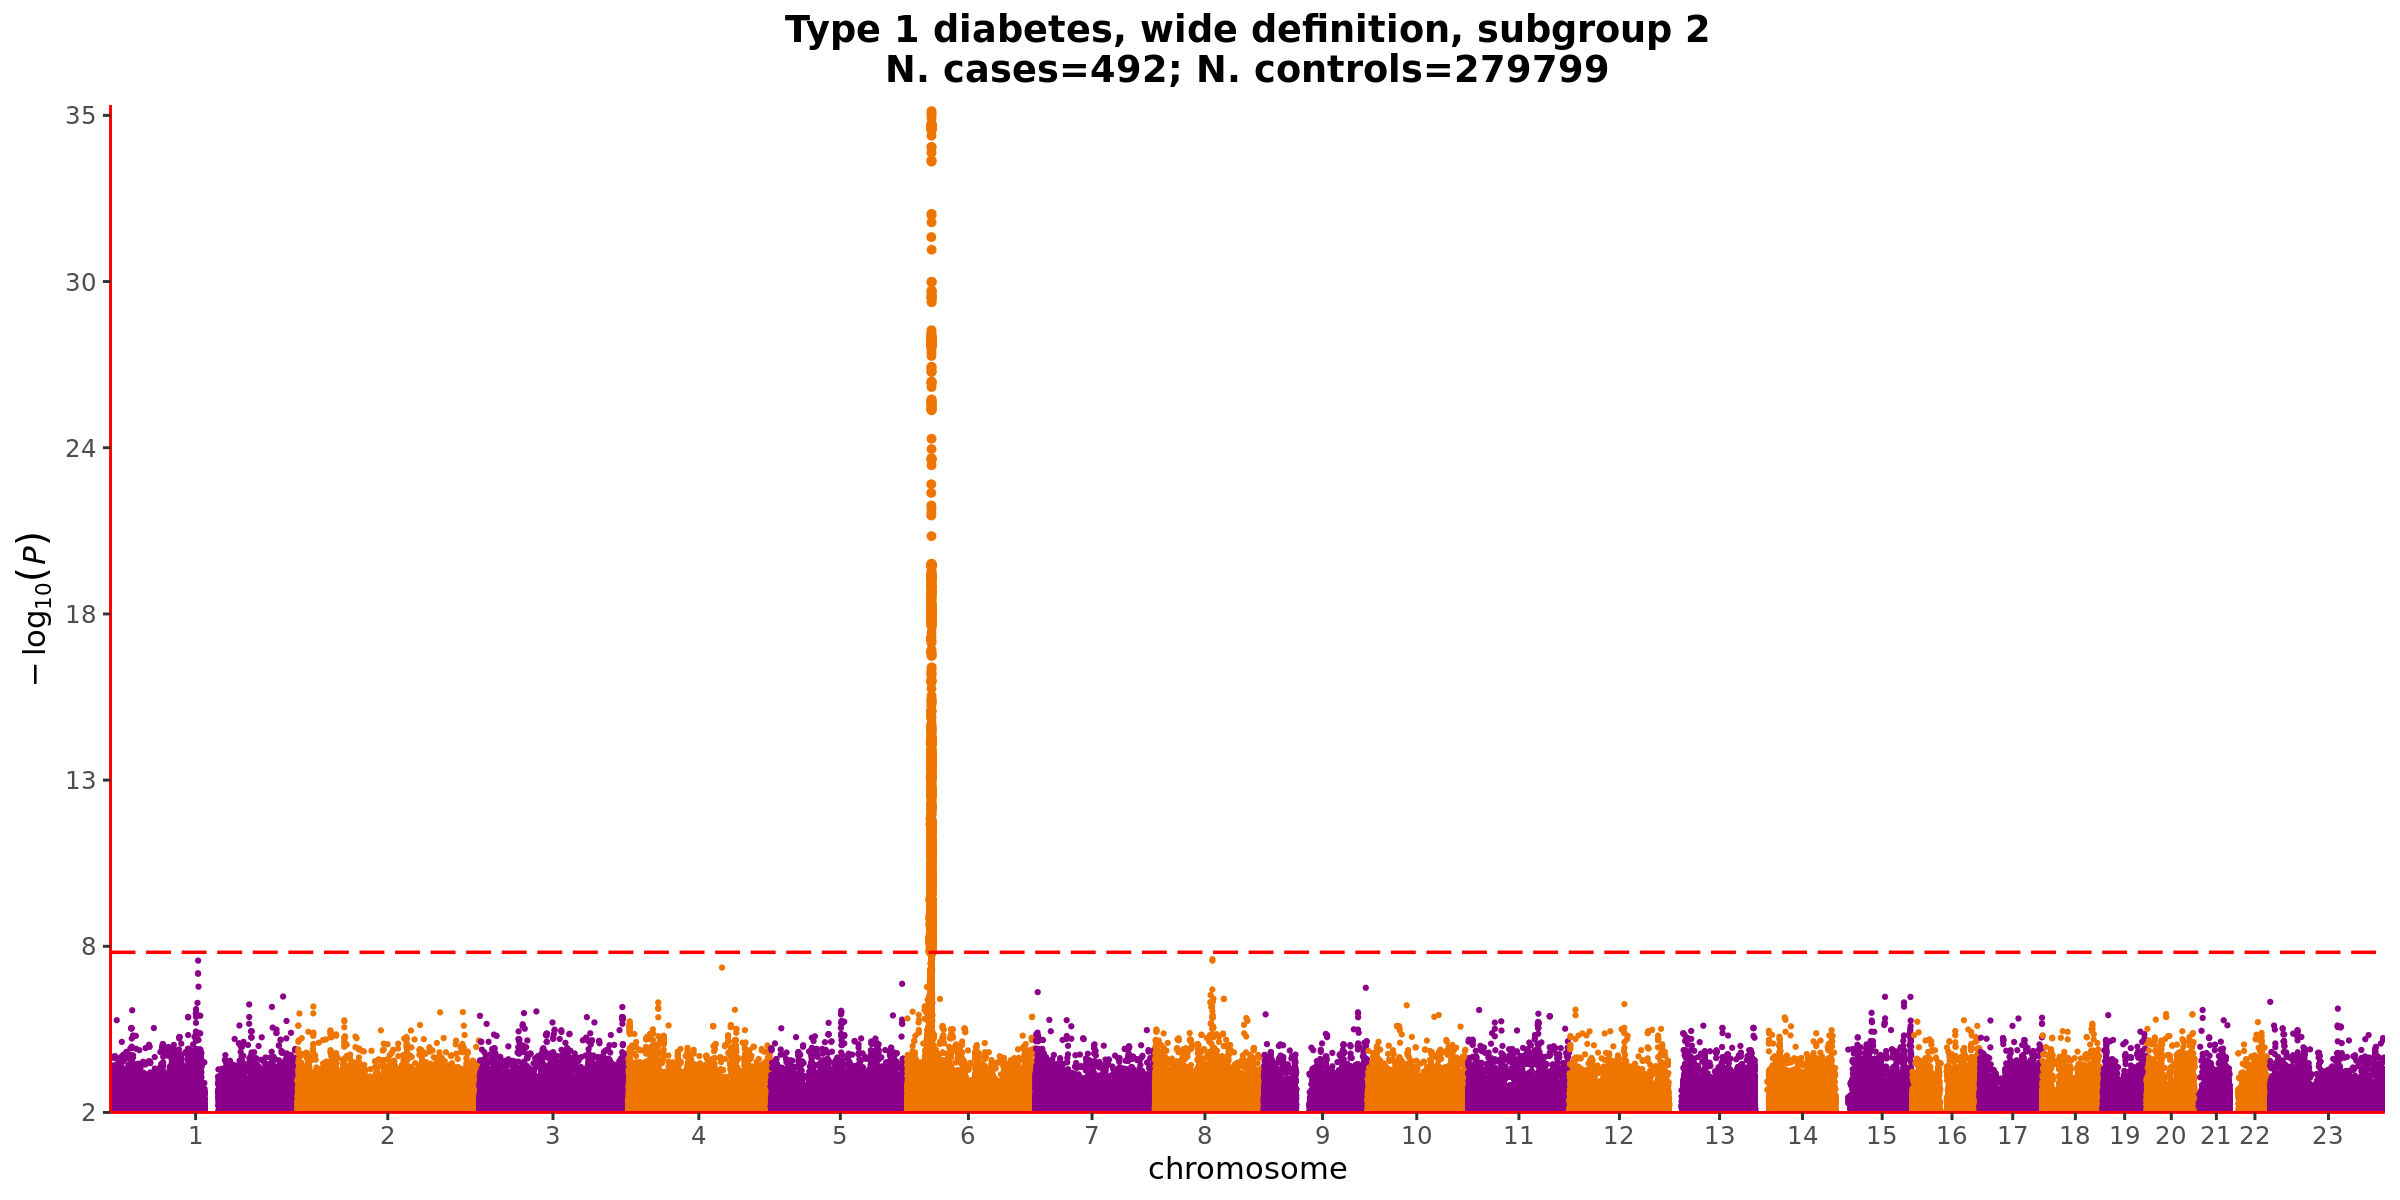 Type 1 diabetes, wide definition, subgroup 2
N. cases=492; N. controls=279799
35
30
24
18
13
8
2
−log10(P)
1 2 3 4 5 6 7 8 9 10 11 12 13 14 15 16 17 18 19 20 21 22 23
chromosome